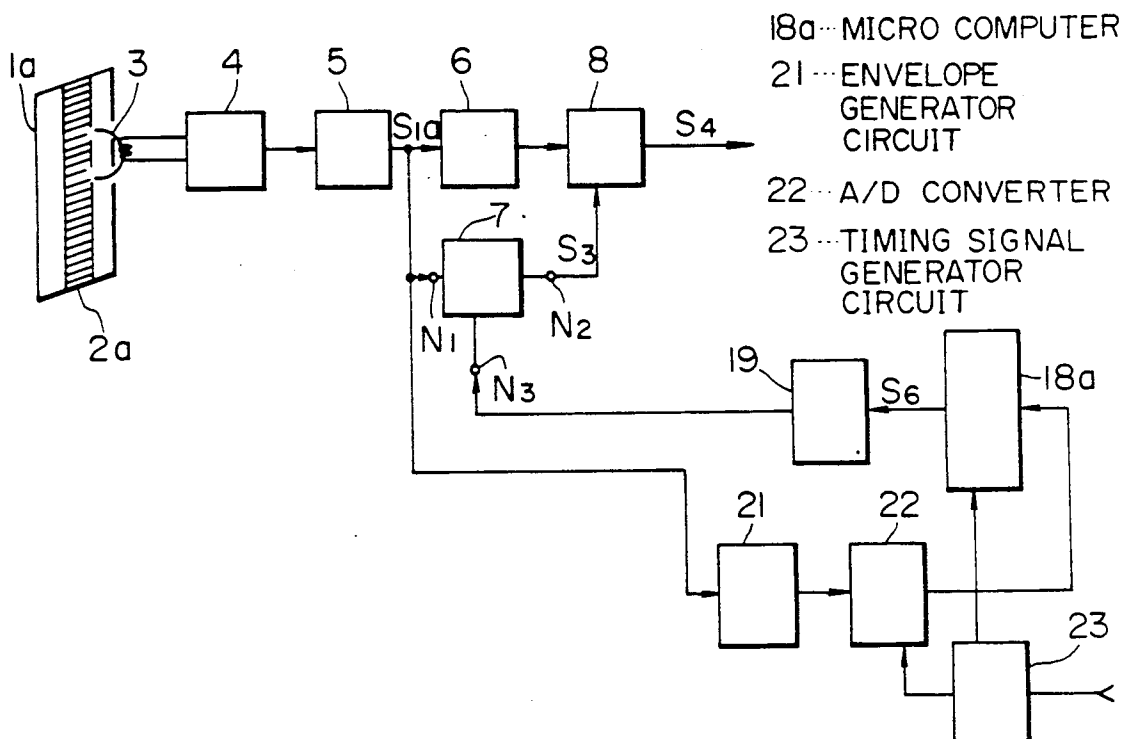 18a... MICRO COMPUTER
21... ENVELOPE
GENERATOR
CIRCUIT
22... A/D CONVERTER
23... TIMING SIGNAL
GENERATOR
CIRCUIT
1a
3
4
5
6
8
S1a
S4
7
S3
N1
N2
N3
2a
19
S6
18a
21
22
23